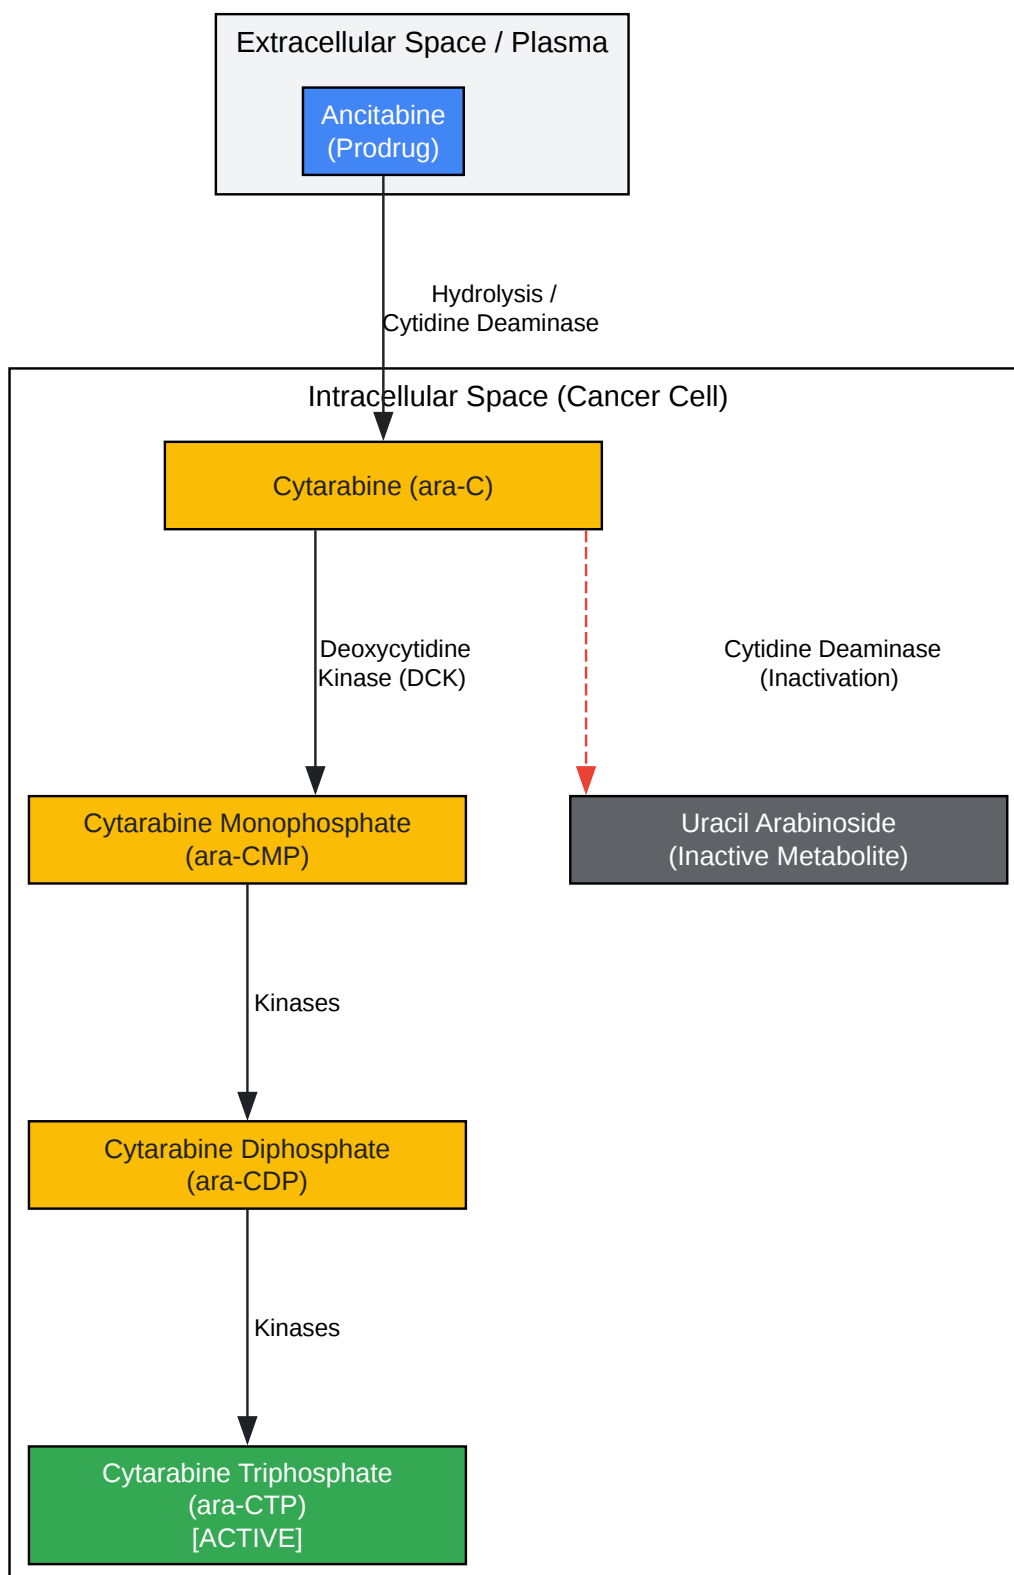 Extracellular Space / Plasma
Ancitabine
(Prodrug)
Hydrolysis /
Cytidine Deaminase
Intracellular Space (Cancer Cell)
Cytarabine (ara-C)
Deoxycytidine
Kinase (DCK)
Cytidine Deaminase
(Inactivation)
Cytarabine Monophosphate
(ara-CMP)
Uracil Arabinoside
(Inactive Metabolite)
Kinases
Cytarabine Diphosphate
(ara-CDP)
Kinases
Cytarabine Triphosphate
(ara-CTP)
[ACTIVE]